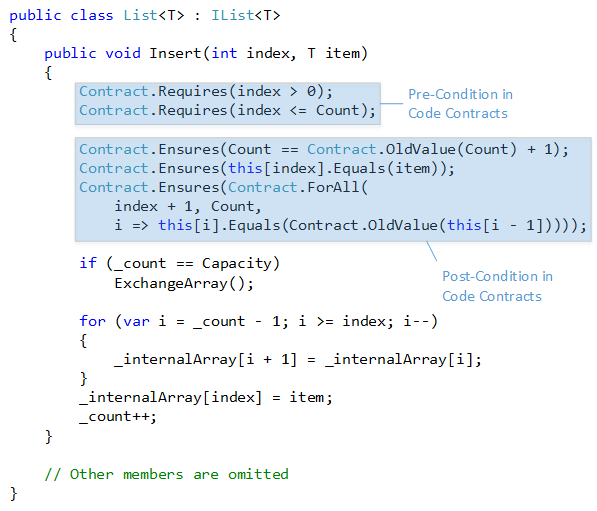 public class List<T> : IList<T>
{
    public void Insert(int index, T item)
    {
        Contract.Requires(index > 0);
        Contract.Requires(index <= Count);
Pre-Condition in
Code Contracts
        Contract.Ensures(Count == Contract.OldValue(Count) + 1);
        Contract.Ensures(this[index].Equals(item));
        Contract.Ensures(Contract.ForAll(
            index + 1, Count,
            i => this[i].Equals(Contract.OldValue(this[i - 1]))));
Post-Condition in
Code Contracts
        if (_count == Capacity)
            ExchangeArray();
        for (var i = _count - 1; i >= index; i--)
        {
            _internalArray[i + 1] = _internalArray[i];
        }
        _internalArray[index] = item;
        _count++;
    }
    // Other members are omitted
}